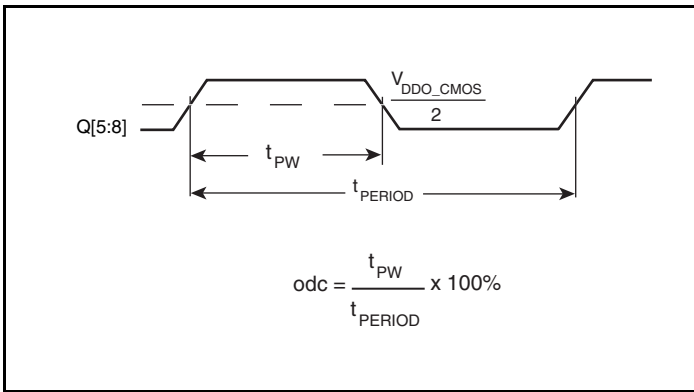 V_DDO_CMOS
2
Q[5:8]
t_PW
t_PERIOD
t_PW
odc = x 100%
t_PERIOD